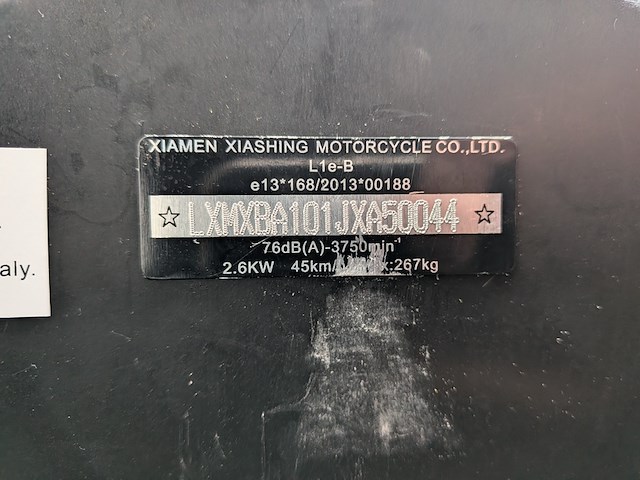 XIAMEN XIASHING MOTORCYCLE CO.,LTD.
L1e-B
e13*168/2013*00188
☆ LXMXBA101JXA50044 ☆
76dB(A)-3750min⁻¹
2.6KW 45km/ :267kg
aly.